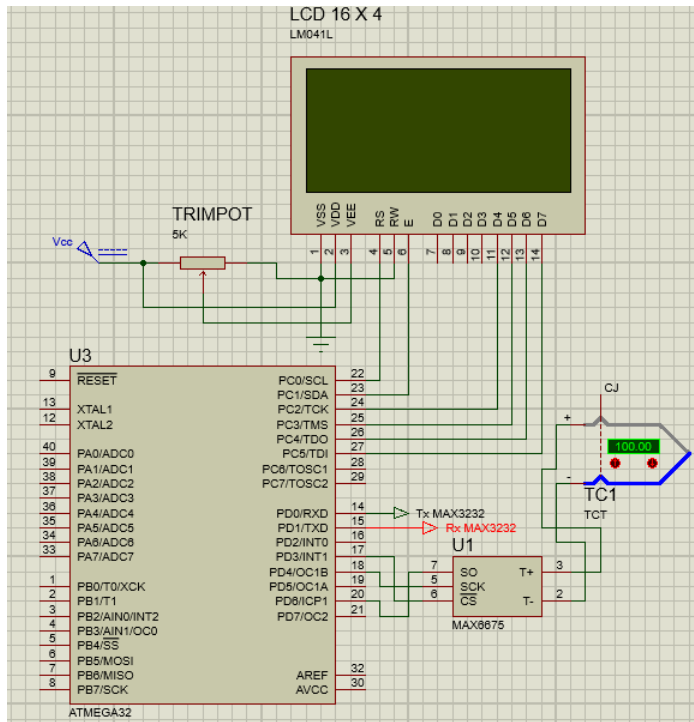 LCD 16 X 4
LM041L
VSS VDD VEE RS RW E D0 D1 D2 D3 D4 D5 D6 D7
1 2 3 4 5 6 7 8 9 10 11 12 13 14
TRIMPOT
5K
Vcc
U3
9 RESET PC0/SCL 22
PC1/SDA 23
13 XTAL1 PC2/TCK 24
12 XTAL2 PC3/TMS 25
PC4/TDO 26
40 PA0/ADC0 PC5/TDI 27
39 PA1/ADC1 PC6/TOSC1 28
38 PA2/ADC2 PC7/TOSC2 29
37 PA3/ADC3
36 PA4/ADC4 PD0/RXD 14 Tx MAX3232
35 PA5/ADC5 PD1/TXD 15 Rx MAX3232
34 PA6/ADC6 PD2/INT0 16
33 PA7/ADC7 PD3/INT1 17
PD4/OC1B 18
1 PB0/T0/XCK PD5/OC1A 19
2 PB1/T1 PD6/ICP1 20
3 PB2/AIN0/INT2 PD7/OC2 21
4 PB3/AIN1/OC0
5 PB4/SS
6 PB5/MOSI
7 PB6/MISO AREF 32
8 PB7/SCK AVCC 30
ATMEGA32
CJ
+
100.00
-
TC1
TCT
U1
7 SO T+ 3
5 SCK
6 CS T- 2
MAX6675